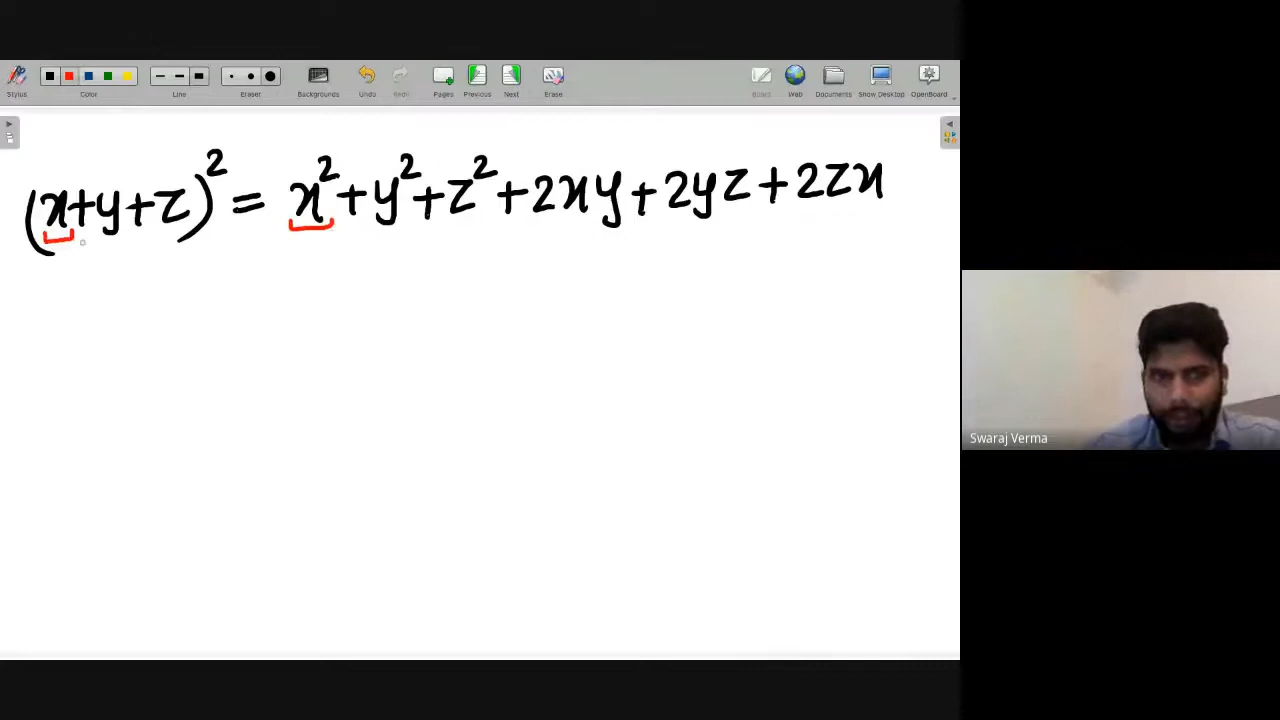 Stylus Color Line Eraser Backgrounds Undo Redo Pages Previous Next Erase Board Web Documents Show Desktop OpenBoard
(x+y+z)² = x²+y²+z²+2xy+2yz+2zx
Swaraj Verma